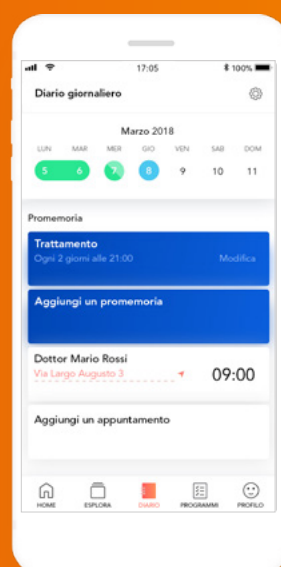 17:05
100%
Diario giornaliero
Marzo 2018
LUN MAR MER GIO VEN SAB DOM
5 6 7 8 9 10 11
Promemoria
Trattamento
Ogni 2 giorni alle 21:00 Modifica
Aggiungi un promemoria
Dottor Mario Rossi
Via Largo Augusto 3 09:00
Aggiungi un appuntamento
HOME ESPLORA DIARIO PROGRAMMI PROFILO